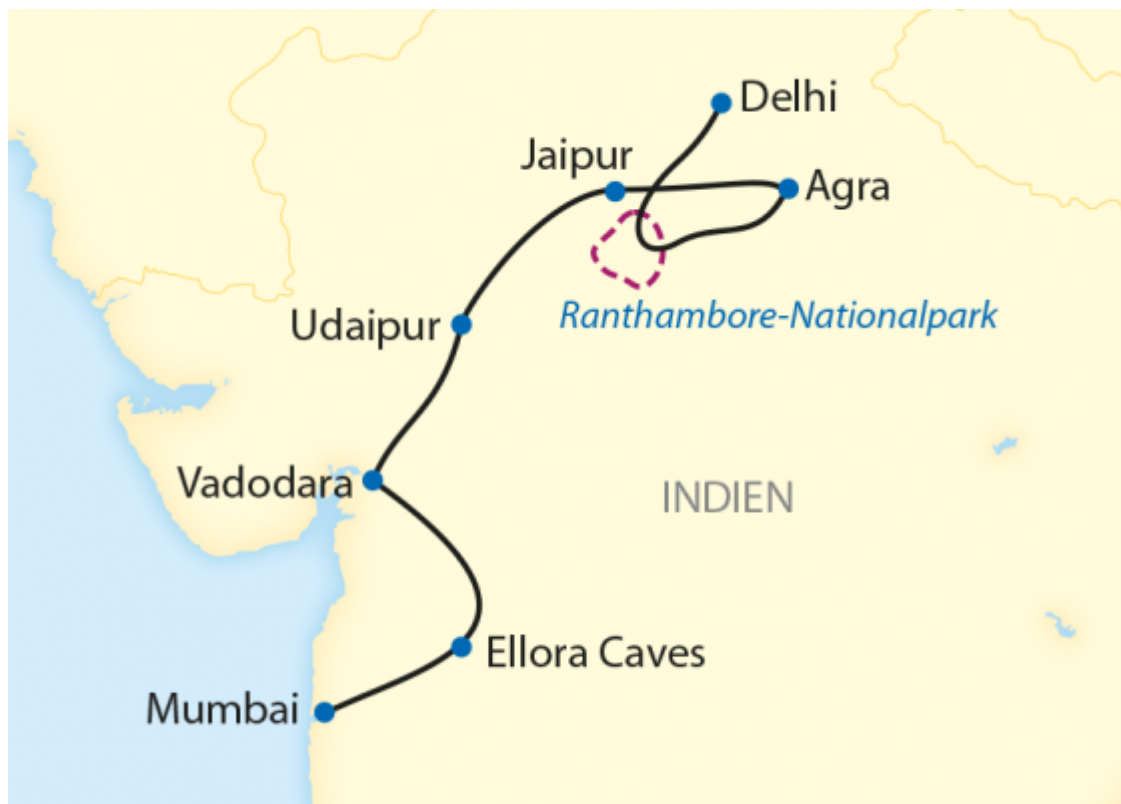 Delhi
Jaipur
Agra
Ranthambore-Nationalpark
Udaipur
Vadodara
INDIEN
Ellora Caves
Mumbai